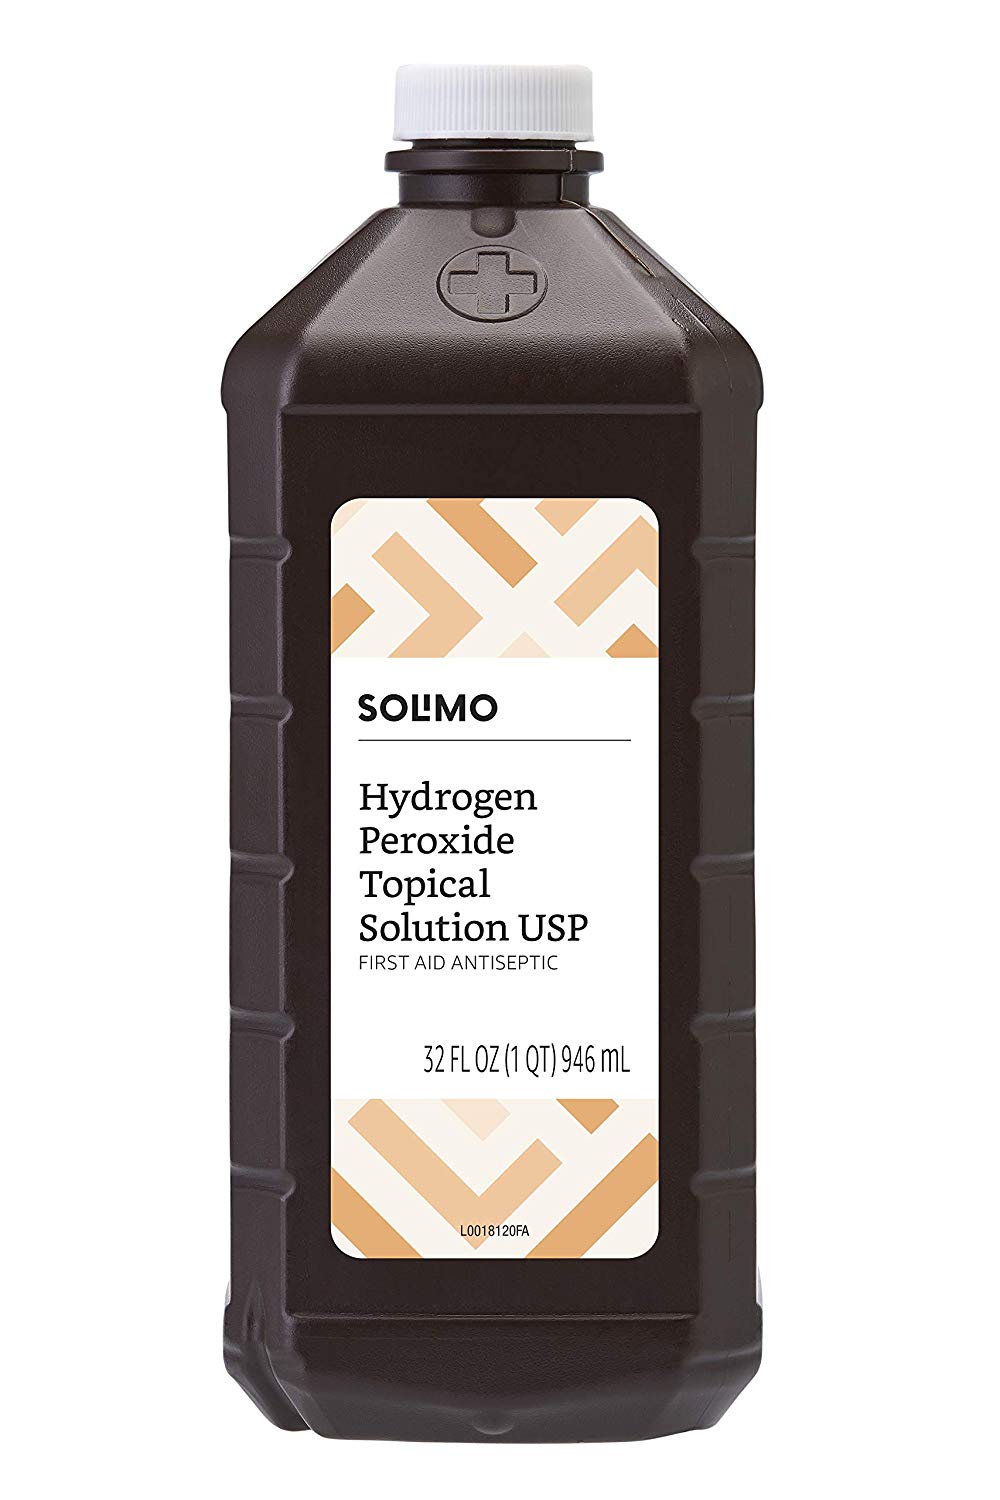 SOLIMO
Hydrogen
Peroxide
Topical
Solution USP
FIRST AID ANTISEPTIC
32 FL OZ (1 QT) 946 mL
L0018120FA